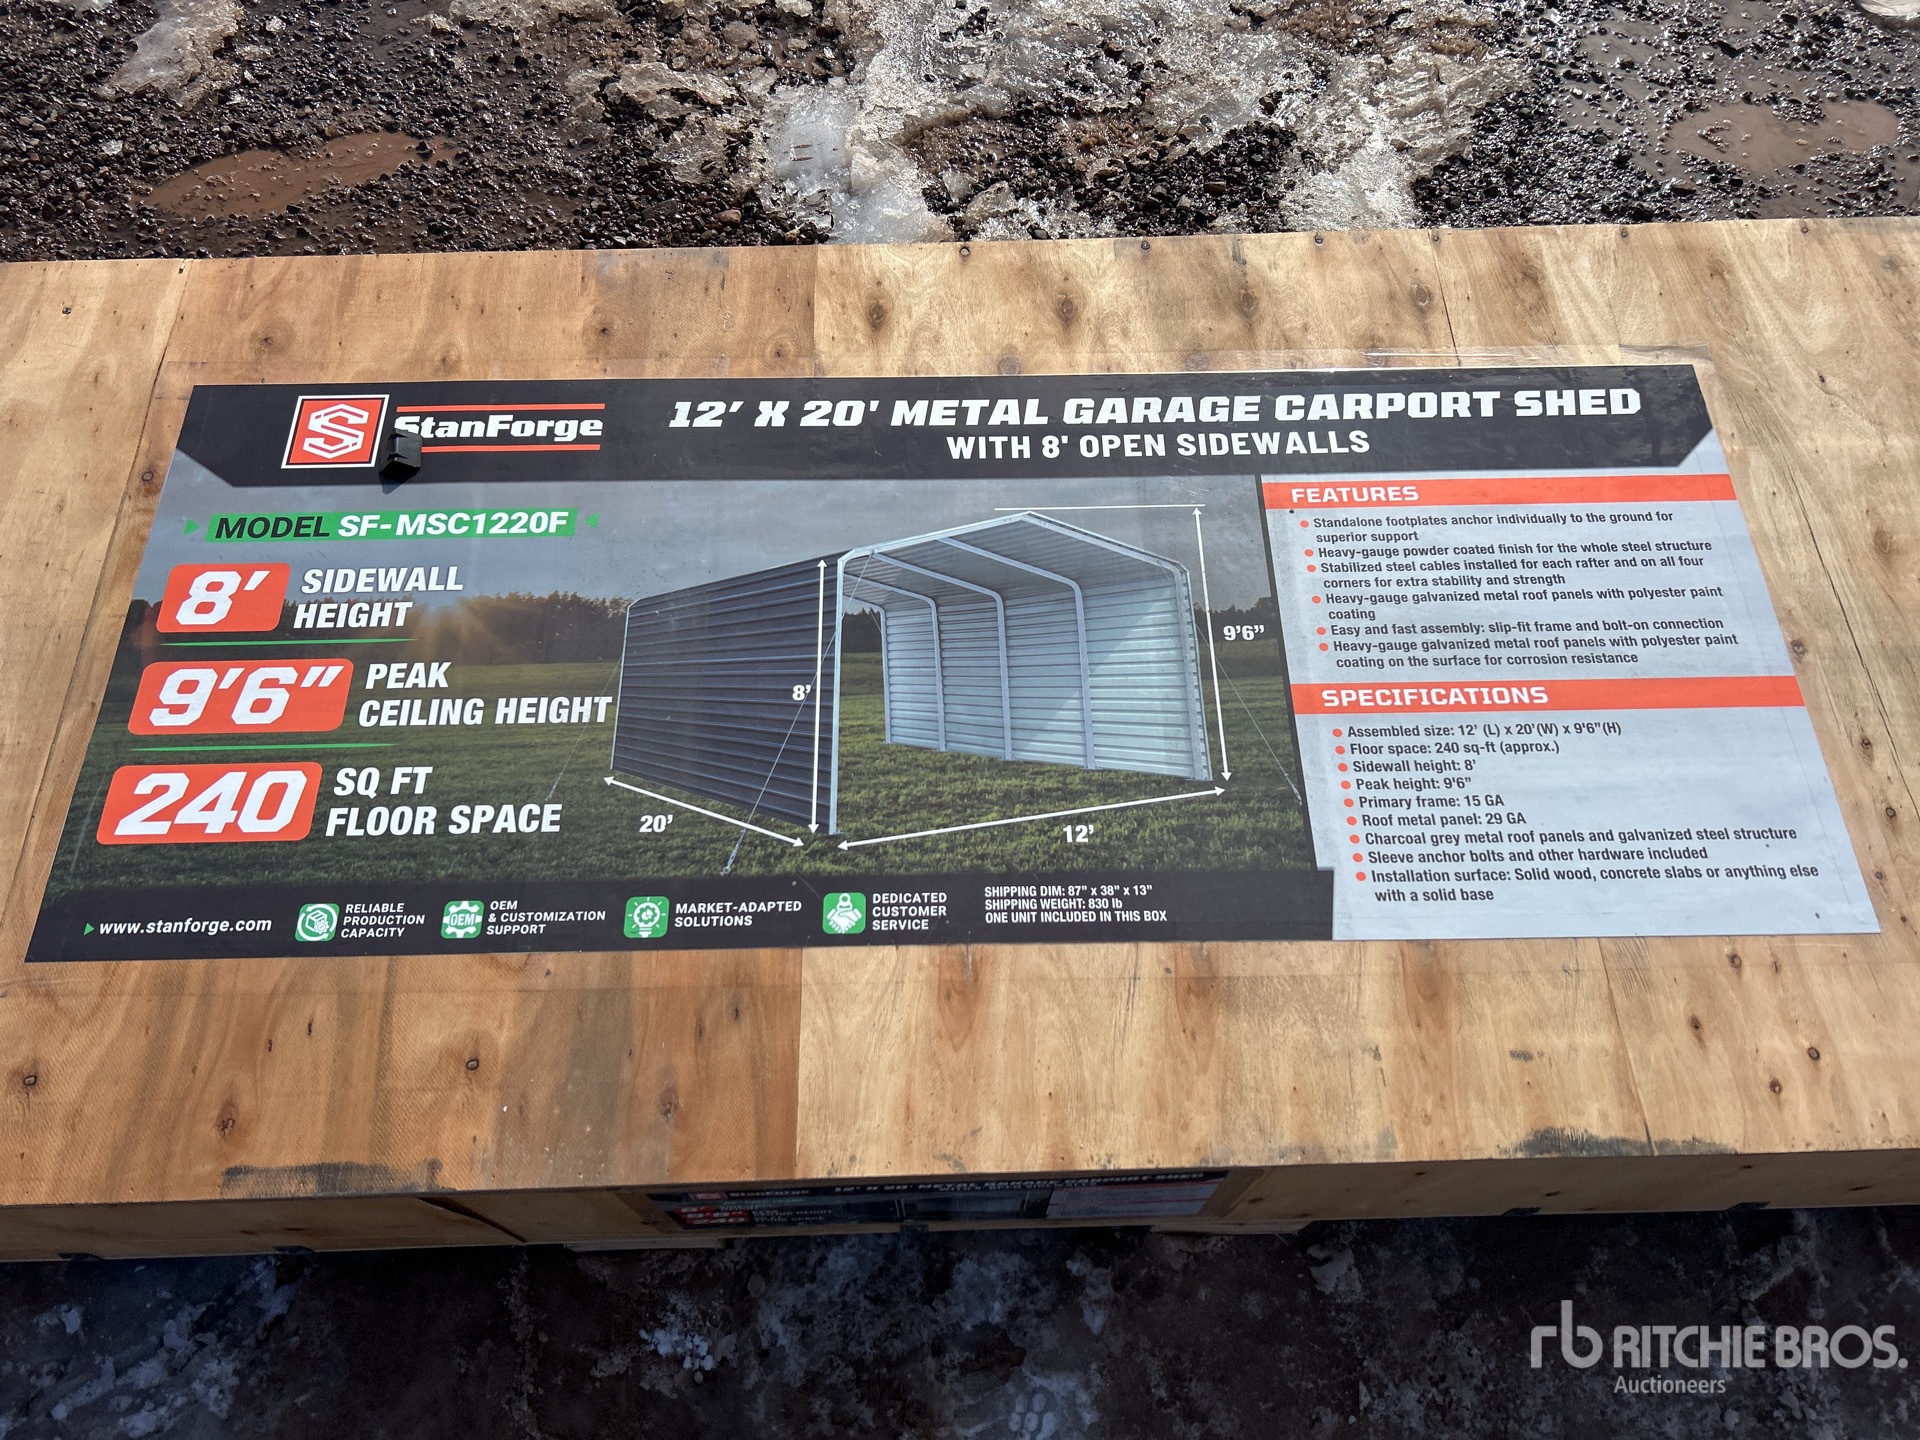 StanForge
12' X 20' METAL GARAGE CARPORT SHED
WITH 8' OPEN SIDEWALLS
MODEL SF-MSC1220F
8'
SIDEWALL
HEIGHT
9'6"
PEAK
CEILING HEIGHT
240
SQ FT
FLOOR SPACE
8'
9'6"
20'
12'
FEATURES
Standalone footplates anchor individually to the ground for
superior support
Heavy-gauge powder coated finish for the whole steel structure
Stabilized steel cables installed for each rafter and on all four
corners for extra stability and strength
Heavy-gauge galvanized metal roof panels with polyester paint
coating
Easy and fast assembly: slip-fit frame and bolt-on connection
Heavy-gauge galvanized metal roof panels with polyester paint
coating on the surface for corrosion resistance
SPECIFICATIONS
Assembled size: 12' (L) x 20'(W) x 9'6"(H)
Floor space: 240 sq-ft (approx.)
Sidewall height: 8'
Peak height: 9'6"
Primary frame: 15 GA
Roof metal panel: 29 GA
Charcoal grey metal roof panels and galvanized steel structure
Sleeve anchor bolts and other hardware included
Installation surface: Solid wood, concrete slabs or anything else
with a solid base
www.stanforge.com
RELIABLE
PRODUCTION
CAPACITY
OEM
OEM
& CUSTOMIZATION
SUPPORT
MARKET-ADAPTED
SOLUTIONS
DEDICATED
CUSTOMER
SERVICE
SHIPPING DIM: 87" x 38" x 13"
SHIPPING WEIGHT: 830 lb
ONE UNIT INCLUDED IN THIS BOX
StanForge
12' X 20' METAL GARAGE CARPORT SHED
rb RITCHIE BROS.
Auctioneers